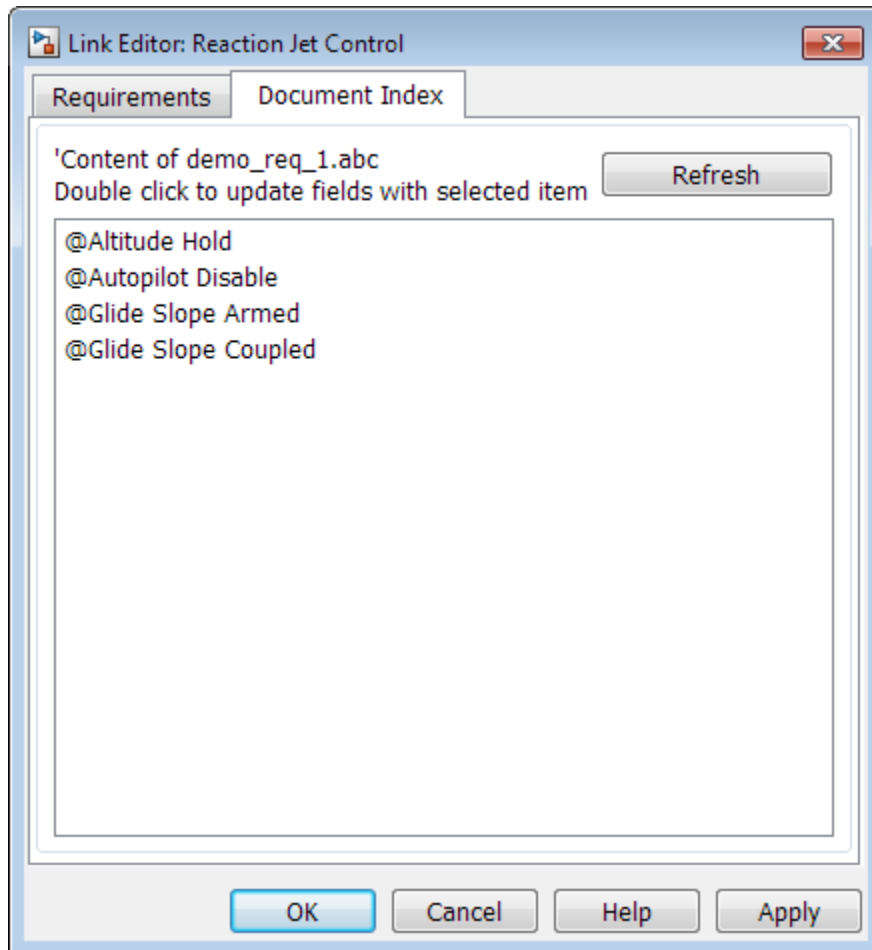 Link Editor: Reaction Jet Control
Requirements
Document Index
'Content of demo_req_1.abc
Double click to update fields with selected item
Refresh
@Altitude Hold
@Autopilot Disable
@Glide Slope Armed
@Glide Slope Coupled
OK
Cancel
Help
Apply